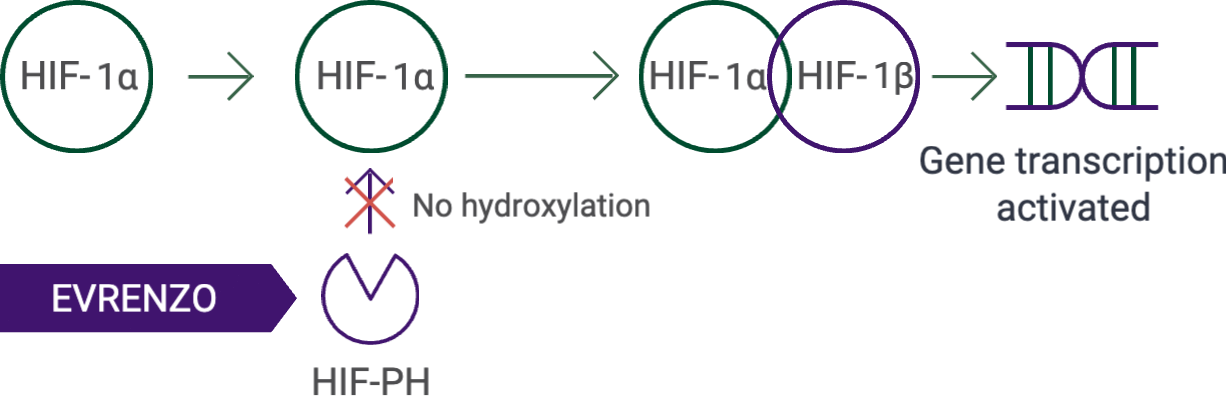 HIF-1α
HIF-1α
HIF-1α
HIF-1β
Gene transcription
activated
No hydroxylation
EVRENZO
HIF-PH